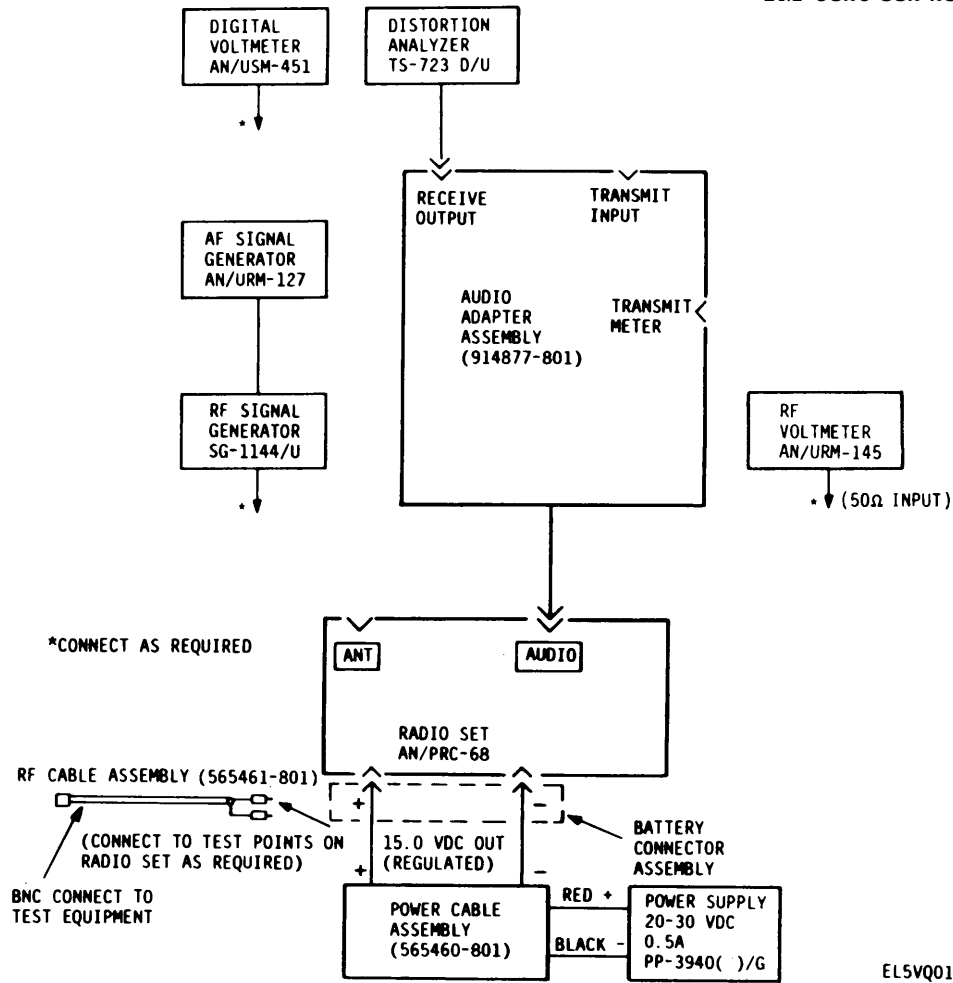 DIGITAL
VOLTMETER
AN/USM-451
DISTORTION
ANALYZER
TS-723 D/U
*
RECEIVE
OUTPUT
TRANSMIT
INPUT
AF SIGNAL
GENERATOR
AN/URM-127
AUDIO
ADAPTER
ASSEMBLY
(914877-801)
TRANSMIT
METER
RF SIGNAL
GENERATOR
SG-1144/U
*
RF
VOLTMETER
AN/URM-145
* (50Ω INPUT)
*CONNECT AS REQUIRED
ANT
AUDIO
RADIO SET
AN/PRC-68
RF CABLE ASSEMBLY (565461-801)
+ -
(CONNECT TO TEST POINTS ON
RADIO SET AS REQUIRED)
15.0 VDC OUT
(REGULATED)
+ -
BATTERY
CONNECTOR
ASSEMBLY
BNC CONNECT TO
TEST EQUIPMENT
POWER CABLE
ASSEMBLY
(565460-801)
RED +
BLACK -
POWER SUPPLY
20-30 VDC
0.5A
PP-3940( )/G
EL5VQ01